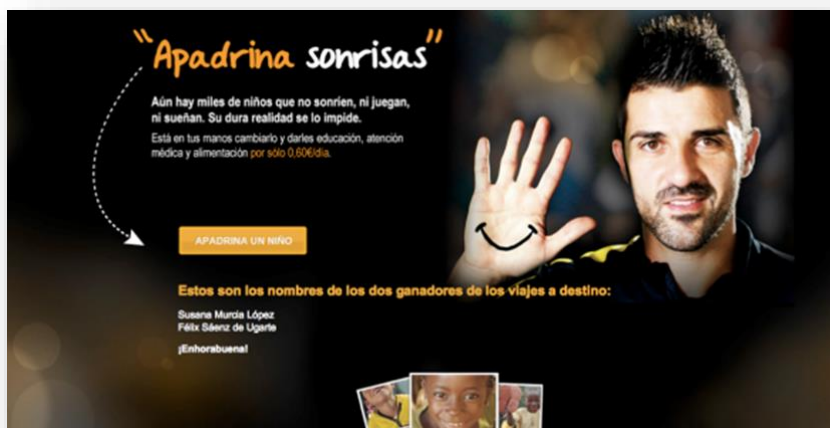 "Apadrina sonrisas"
Aún hay miles de niños que no sonríen, ni juegan,
ni sueñan. Su dura realidad se lo impide.
Está en tus manos cambiarlo y darles educación, atención
médica y alimentación por sólo 0,60€/día.
APADRINA UN NIÑO
Estos son los nombres de los dos ganadores de los viajes a destino:
Susana Murcia López
Félix Sáenz de Ugarte
¡Enhorabuena!